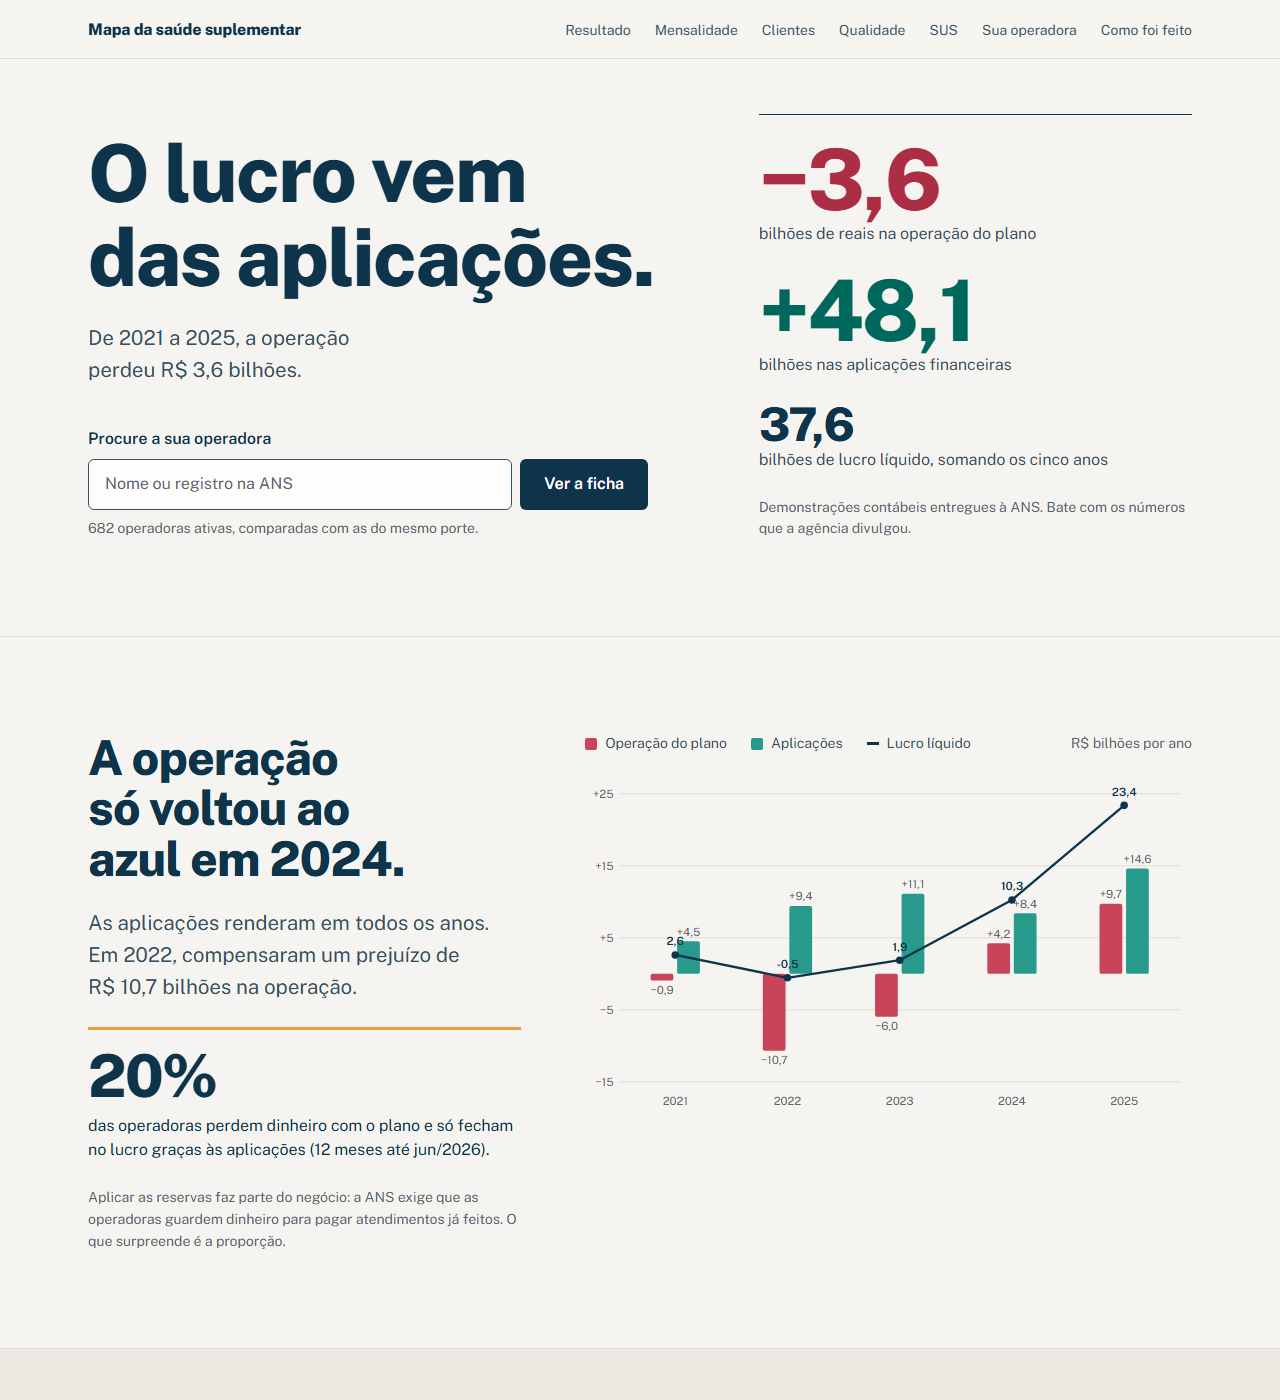 Mapa da saúde suplementar
Resultado Mensalidade Clientes Qualidade SUS Sua operadora Como foi feito
O lucro vem
das aplicações.
De 2021 a 2025, a operação
perdeu R$ 3,6 bilhões.
Procure a sua operadora
Nome ou registro na ANS
Ver a ficha
682 operadoras ativas, comparadas com as do mesmo porte.
−3,6
bilhões de reais na operação do plano
+48,1
bilhões nas aplicações financeiras
37,6
bilhões de lucro líquido, somando os cinco anos
Demonstrações contábeis entregues à ANS. Bate com os números
que a agência divulgou.
A operação
só voltou ao
azul em 2024.
As aplicações renderam em todos os anos.
Em 2022, compensaram um prejuízo de
R$ 10,7 bilhões na operação.
20%
das operadoras perdem dinheiro com o plano e só fecham
no lucro graças às aplicações (12 meses até jun/2026).
Aplicar as reservas faz parte do negócio: a ANS exige que as
operadoras guardem dinheiro para pagar atendimentos já feitos. O
que surpreende é a proporção.
Operação do plano Aplicações Lucro líquido R$ bilhões por ano
+25
+15
+5
−5
−15
−0,9
+4,5
2,6
−10,7
+9,4
-0,5
−6,0
+11,1
1,9
+4,2
+8,4
10,3
+9,7
+14,6
23,4
2021 2022 2023 2024 2025